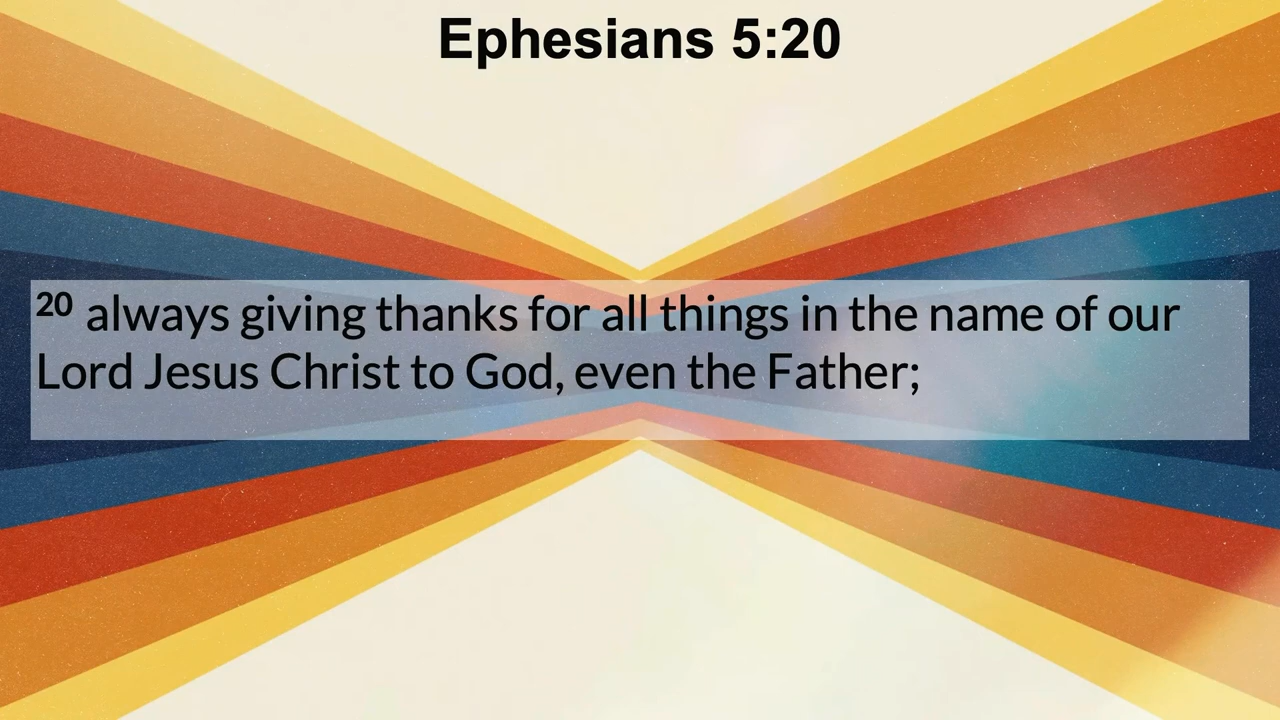 Ephesians 5:20
20 always giving thanks for all things in the name of our
Lord Jesus Christ to God, even the Father;